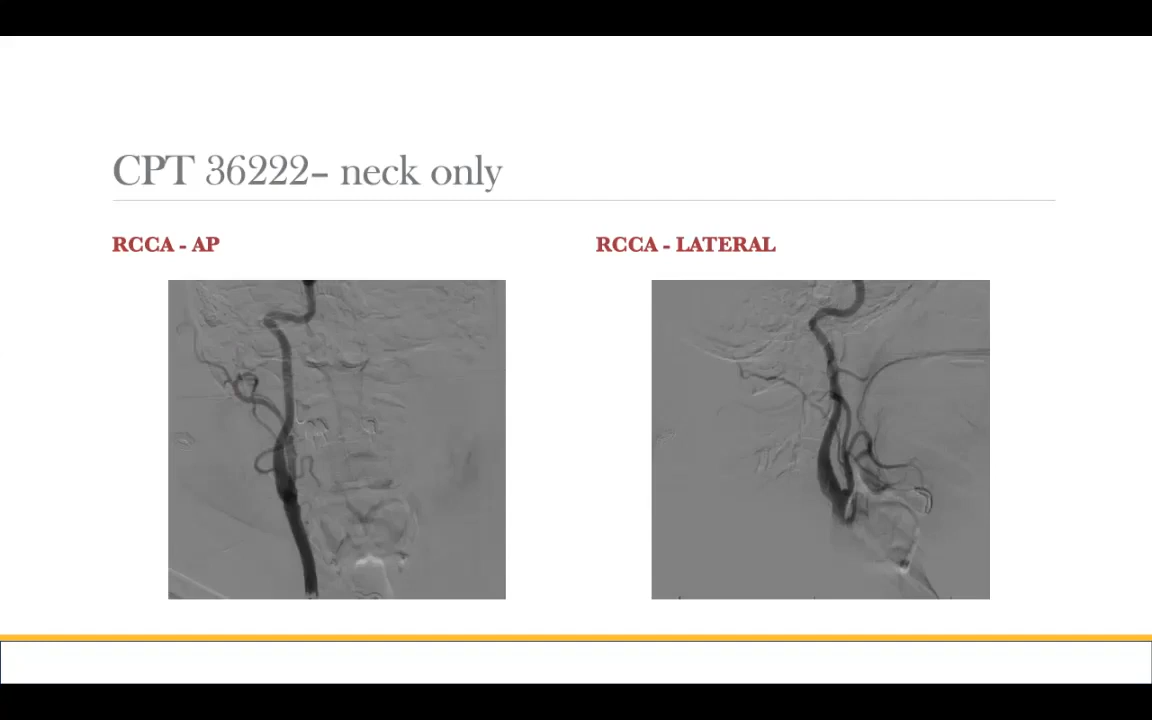 CPT 36222– neck only
RCCA - AP
RCCA - LATERAL